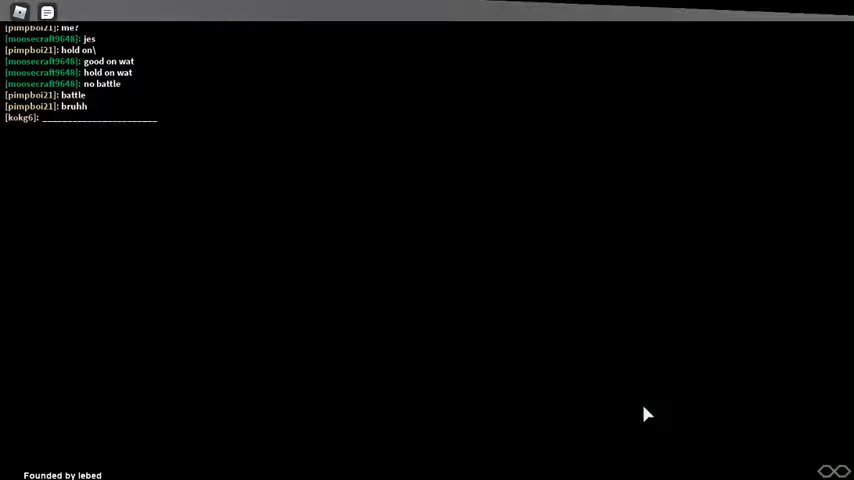 [pimpboi21]: me?
[moosecraft9648]: jes
[pimpboi21]: hold on\
[moosecraft9648]: good on wat
[moosecraft9648]: hold on wat
[moosecraft9648]: no battle
[pimpboi21]: battle
[pimpboi21]: bruhh
[kokg6]: _______________________
Founded by lebed